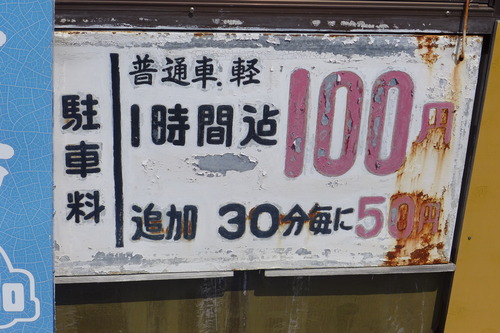 駐車料
普通車、軽
1時間迠 100円
追加 30分毎に50円